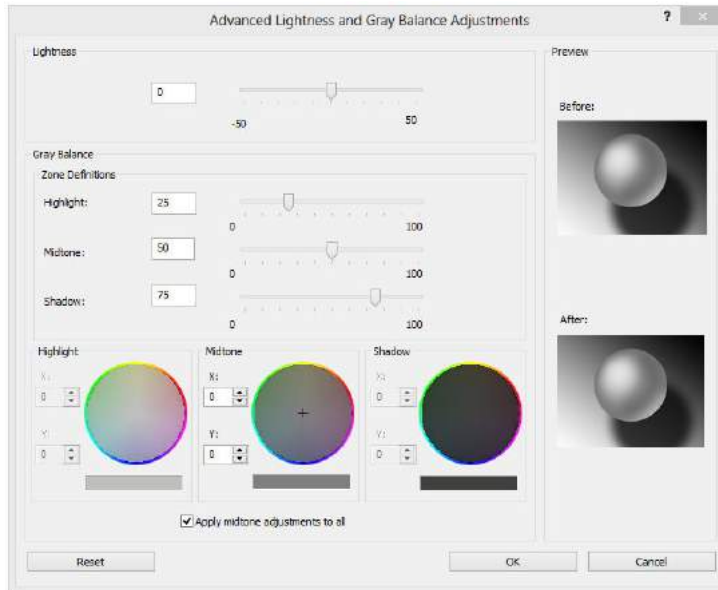 Advanced Lightness and Gray Balance Adjustments
?
Lightness
0
-50 50
Gray Balance
Zone Definitions
Highlight: 25
0 100
Midtone: 50
0 100
Shadow: 75
0 100
Highlight
X:
0
Y:
0
Midtone
X:
0
Y:
0
Shadow
X:
0
Y:
0
Apply midtone adjustments to all
Preview
Before:
After:
Reset OK Cancel